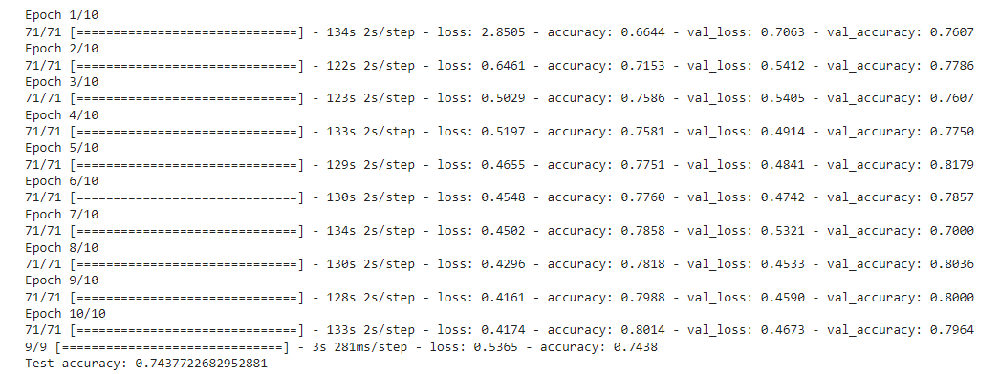 Epoch 1/10
71/71 [==============================] - 134s 2s/step - loss: 2.8505 - accuracy: 0.6644 - val_loss: 0.7063 - val_accuracy: 0.7607
Epoch 2/10
71/71 [==============================] - 122s 2s/step - loss: 0.6461 - accuracy: 0.7153 - val_loss: 0.5412 - val_accuracy: 0.7786
Epoch 3/10
71/71 [==============================] - 123s 2s/step - loss: 0.5029 - accuracy: 0.7586 - val_loss: 0.5405 - val_accuracy: 0.7607
Epoch 4/10
71/71 [==============================] - 133s 2s/step - loss: 0.5197 - accuracy: 0.7581 - val_loss: 0.4914 - val_accuracy: 0.7750
Epoch 5/10
71/71 [==============================] - 129s 2s/step - loss: 0.4655 - accuracy: 0.7751 - val_loss: 0.4841 - val_accuracy: 0.8179
Epoch 6/10
71/71 [==============================] - 130s 2s/step - loss: 0.4548 - accuracy: 0.7760 - val_loss: 0.4742 - val_accuracy: 0.7857
Epoch 7/10
71/71 [==============================] - 134s 2s/step - loss: 0.4502 - accuracy: 0.7858 - val_loss: 0.5321 - val_accuracy: 0.7000
Epoch 8/10
71/71 [==============================] - 130s 2s/step - loss: 0.4296 - accuracy: 0.7818 - val_loss: 0.4533 - val_accuracy: 0.8036
Epoch 9/10
71/71 [==============================] - 128s 2s/step - loss: 0.4161 - accuracy: 0.7988 - val_loss: 0.4590 - val_accuracy: 0.8000
Epoch 10/10
71/71 [==============================] - 133s 2s/step - loss: 0.4174 - accuracy: 0.8014 - val_loss: 0.4673 - val_accuracy: 0.7964
9/9 [==============================] - 3s 281ms/step - loss: 0.5365 - accuracy: 0.7438
Test accuracy: 0.7437722682952881